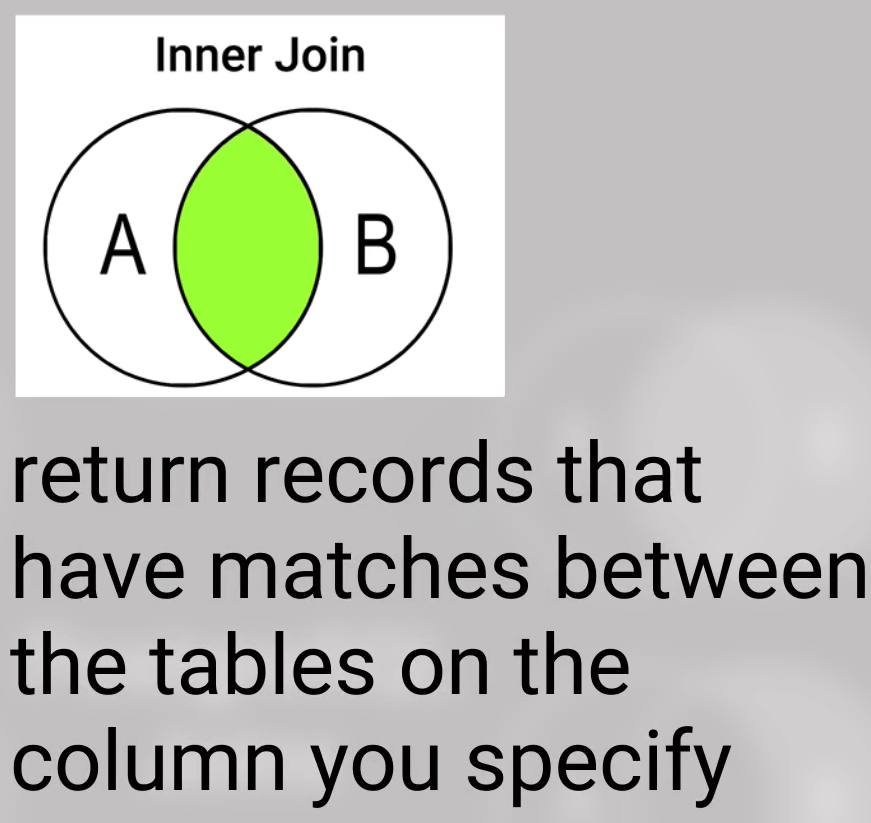 Inner Join
A B
return records that
have matches between
the tables on the
column you specify